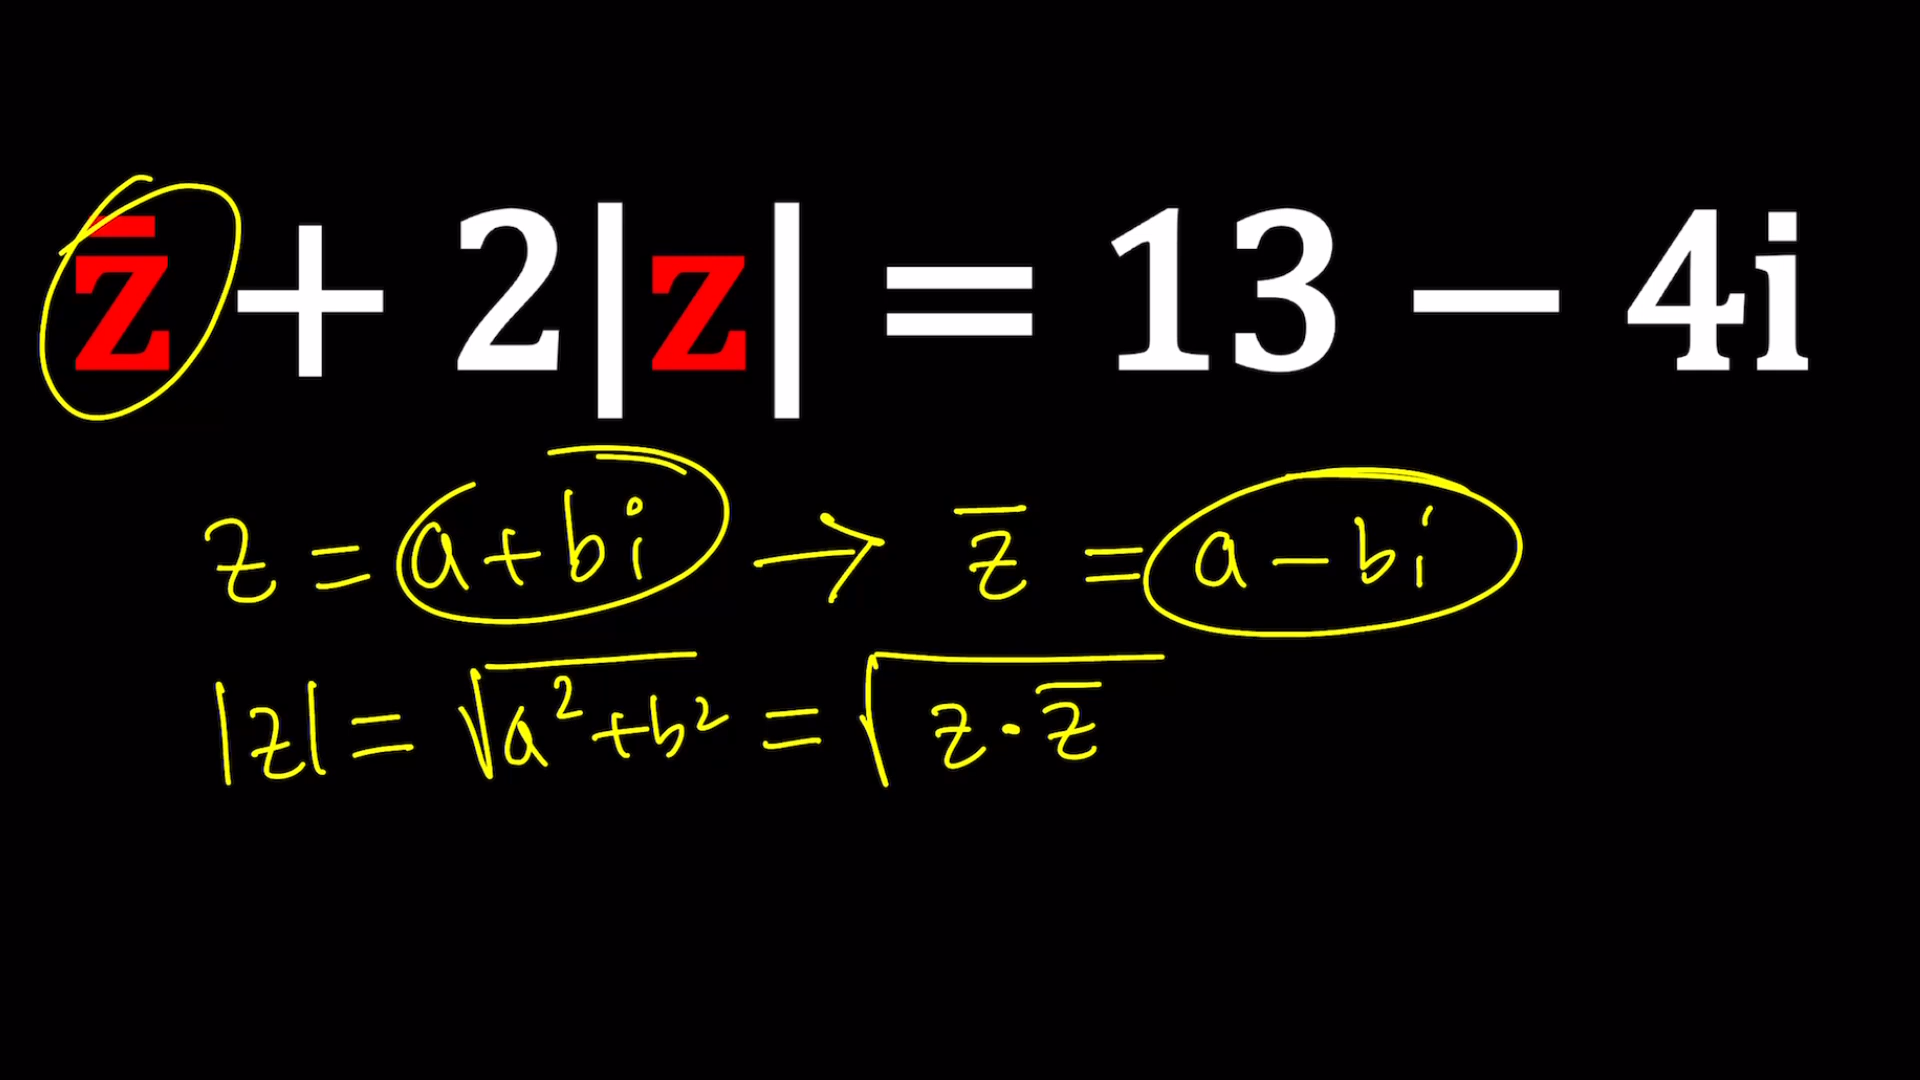 z̄ + 2|z| = 13 − 4i
z = a+bi → z̄ = a−bi
|z| = √(a²+b²) = √(z·z̄)